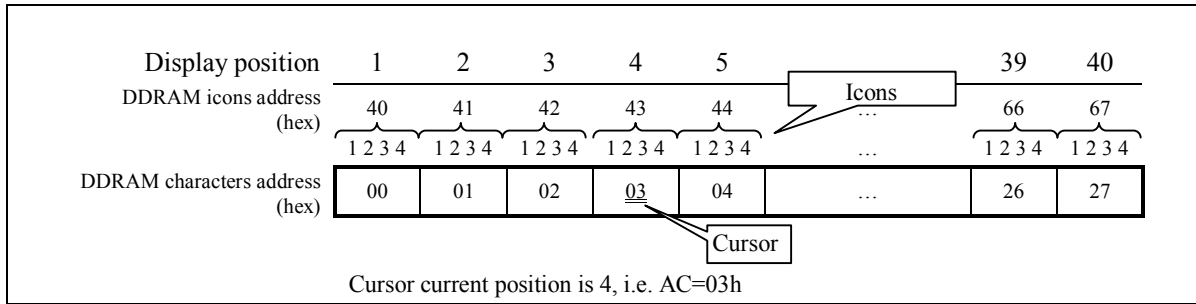 Display position 1 2 3 4 5 39 40
DDRAM icons address (hex) 40 41 42 43 44 Icons … 66 67
1 2 3 4 1 2 3 4 1 2 3 4 1 2 3 4 1 2 3 4 … 1 2 3 4 1 2 3 4
DDRAM characters address (hex) 00 01 02 03 04 … 26 27
Cursor
Cursor current position is 4, i.e. AC=03h